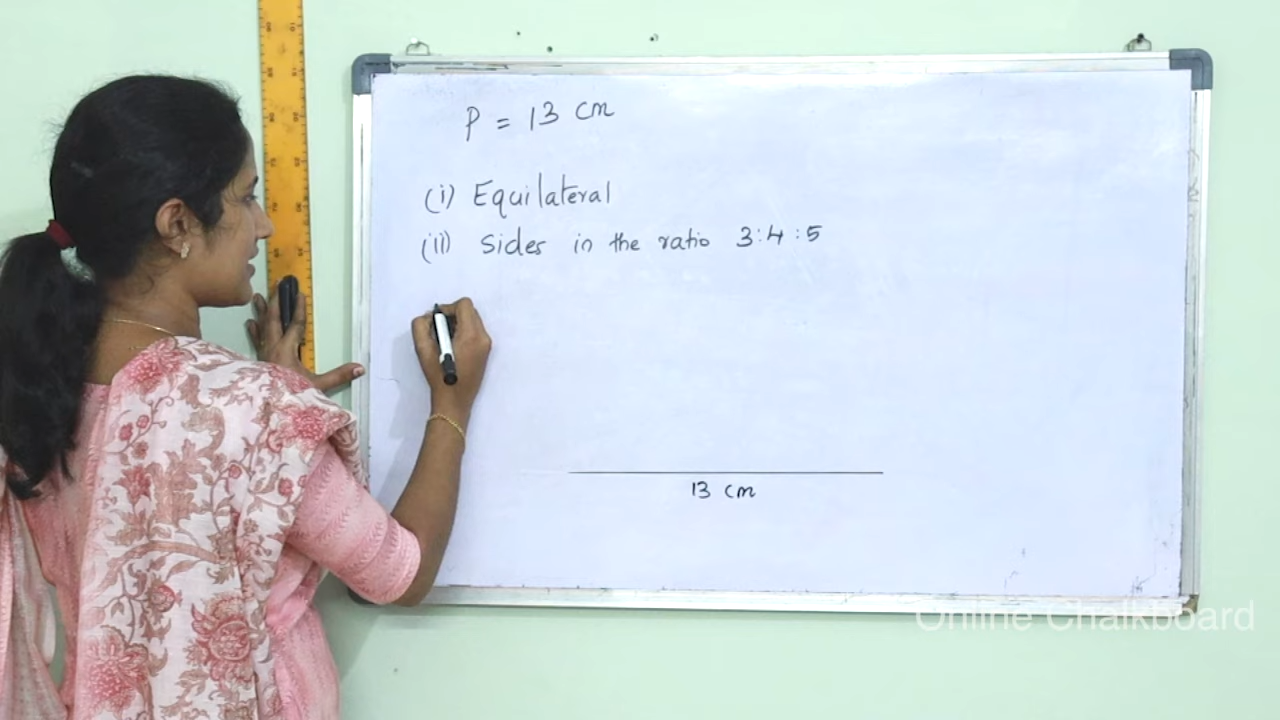 P = 13 cm
(i) Equilateral
(ii) Sides in the ratio 3:4:5
13 cm
Online Chalkboard